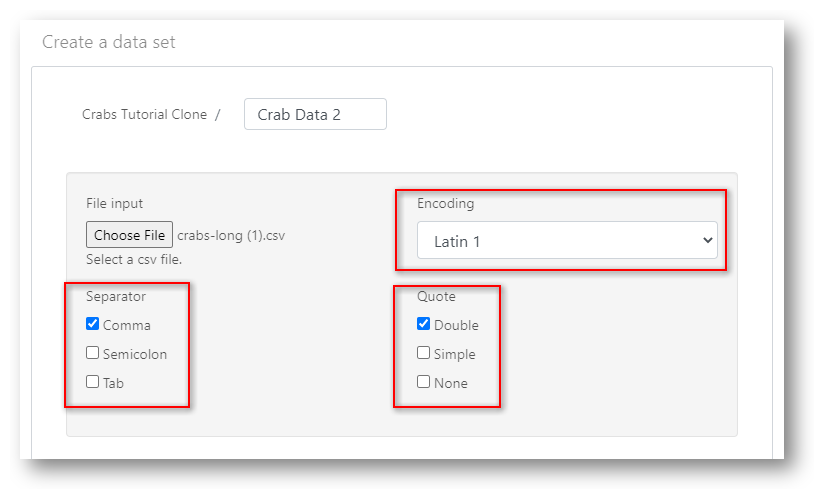 Create a data set
Crabs Tutorial Clone / Crab Data 2
File input
Choose File crabs-long (1).csv
Select a csv file.
Encoding
Latin 1
Separator
Comma
Semicolon
Tab
Quote
Double
Simple
None